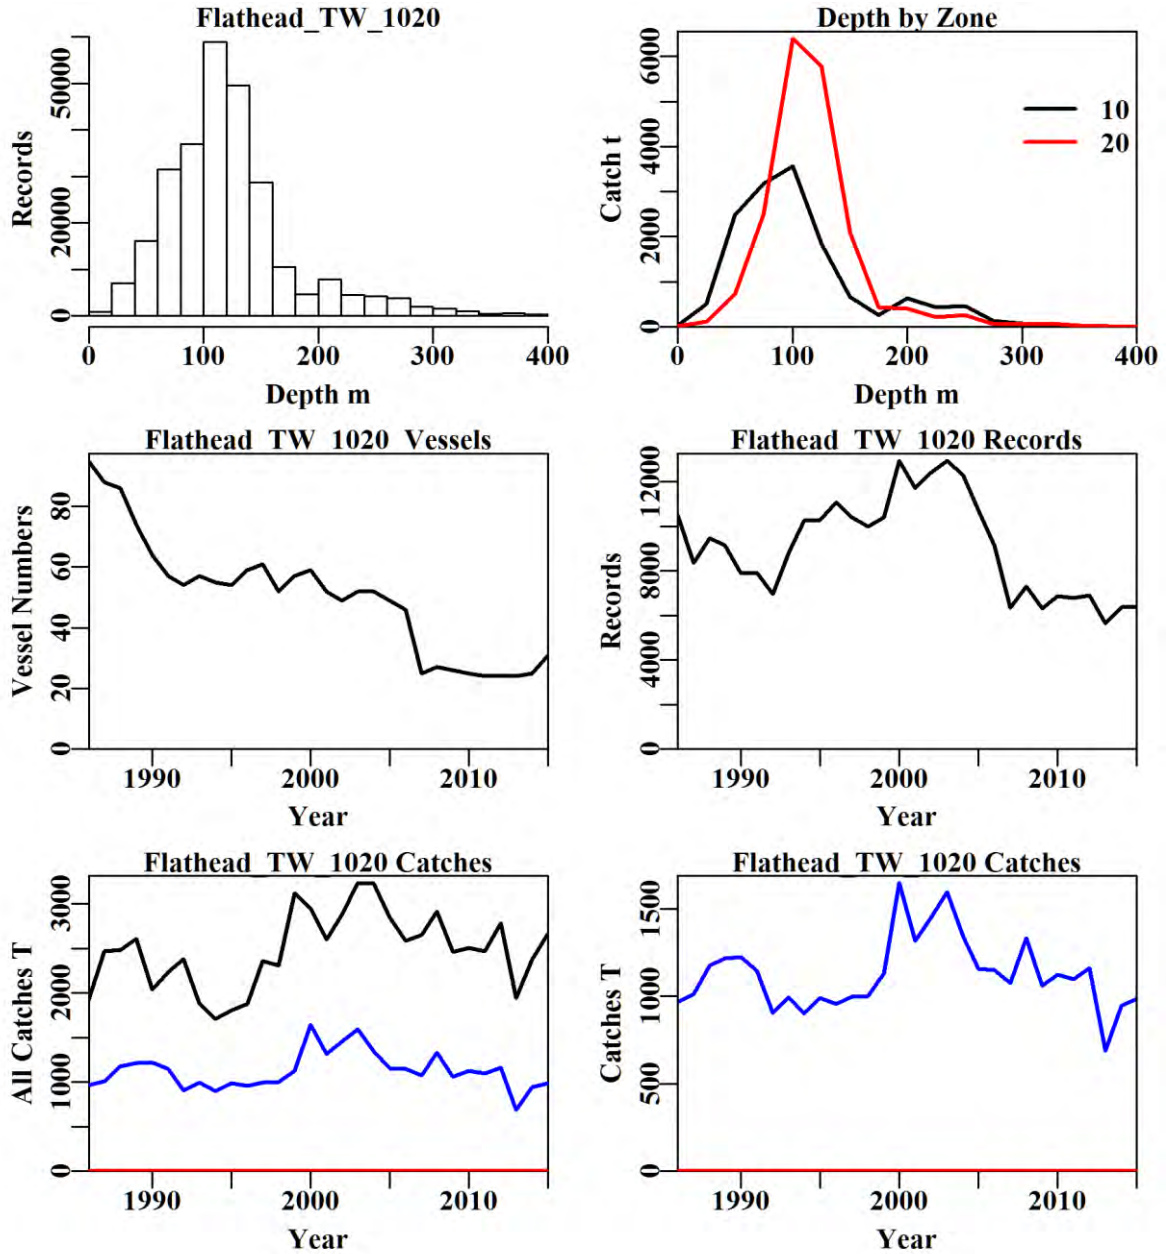 Flathead_TW_1020
Records
0
20000
50000
0
100
200
300
400
Depth m
Depth by Zone
Catch t
0
2000
4000
6000
10
20
0
100
200
300
400
Depth m
Flathead_TW_1020_Vessels
Vessel Numbers
0
20
40
60
80
1990
2000
2010
Year
Flathead_TW_1020 Records
Records
0
4000
8000
12000
1990
2000
2010
Year
Flathead_TW_1020 Catches
All Catches T
0
1000
2000
3000
1990
2000
2010
Year
Flathead_TW_1020 Catches
Catches T
0
500
1000
1500
1990
2000
2010
Year